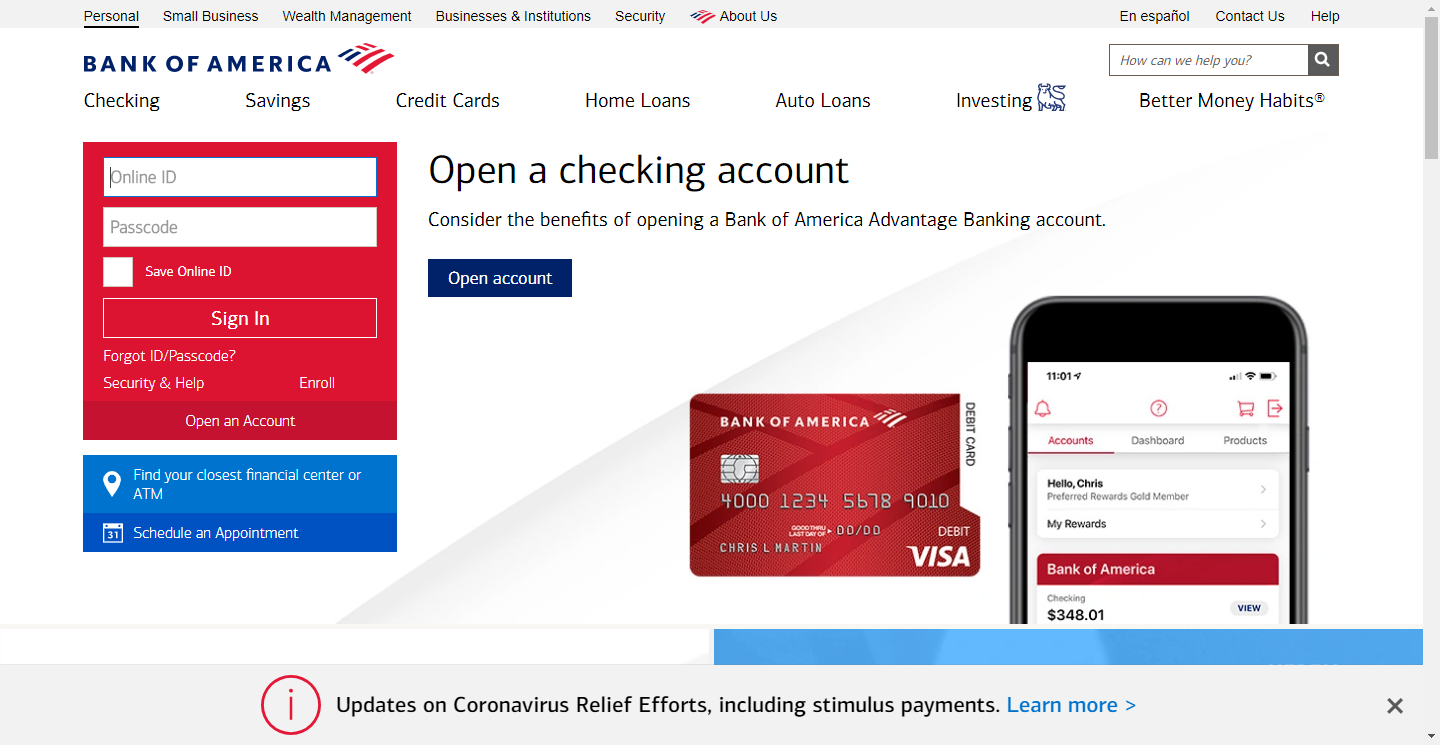 Personal Small Business Wealth Management Businesses & Institutions Security About Us En español Contact Us Help
BANK OF AMERICA
How can we help you?
Checking Savings Credit Cards Home Loans Auto Loans Investing Better Money Habits®
Online ID
Passcode
Save Online ID
Sign In
Forgot ID/Passcode?
Security & Help Enroll
Open an Account
Find your closest financial center or
ATM
31 Schedule an Appointment
Open a checking account
Consider the benefits of opening a Bank of America Advantage Banking account.
Open account
BANK OF AMERICA
DEBIT CARD
4000 1234 5678 9010
GOOD THRU
LAST DAY OF 00/00
DEBIT
CHRIS L MARTIN
VISA
11:01
?
Accounts Dashboard Products
Hello, Chris
Preferred Rewards Gold Member
My Rewards
Bank of America
Checking
$348.01
VIEW
i Updates on Coronavirus Relief Efforts, including stimulus payments. Learn more >